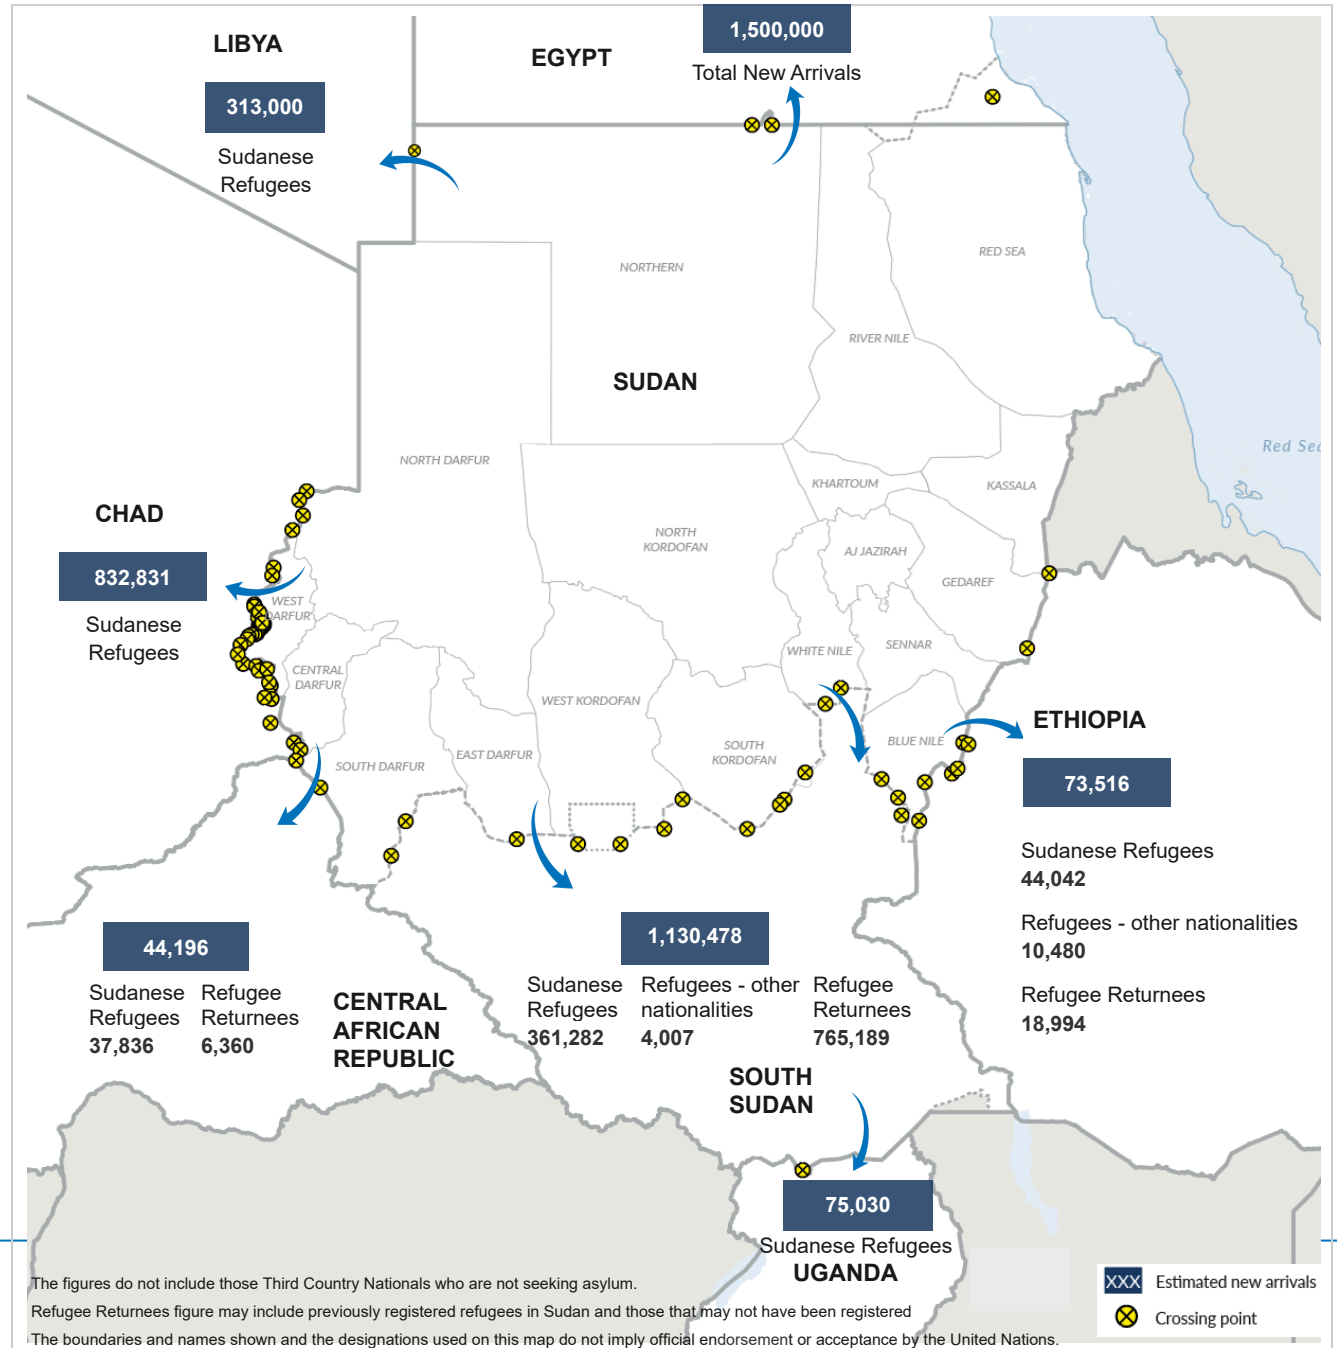 LIBYA
313,000
Sudanese
Refugees
EGYPT
1,500,000
Total New Arrivals
NORTHERN
RED SEA
RIVER NILE
SUDAN
Red Sea
NORTH DARFUR
KHARTOUM
KASSALA
NORTH
KORDOFAN
AJ JAZIRAH
GEDAREF
CHAD
832,831
Sudanese
Refugees
WEST
DARFUR
CENTRAL
DARFUR
WHITE NILE
SENNAR
WEST KORDOFAN
SOUTH
KORDOFAN
BLUE NILE
EAST DARFUR
SOUTH DARFUR
ETHIOPIA
73,516
Sudanese Refugees
44,042
Refugees - other nationalities
10,480
Refugee Returnees
18,994
44,196
Sudanese
Refugees
37,836
Refugee
Returnees
6,360
CENTRAL
AFRICAN
REPUBLIC
1,130,478
Sudanese
Refugees
361,282
Refugees - other
nationalities
4,007
Refugee
Returnees
765,189
SOUTH
SUDAN
75,030
Sudanese Refugees
UGANDA
The figures do not include those Third Country Nationals who are not seeking asylum.
Refugee Returnees figure may include previously registered refugees in Sudan and those that may not have been registered
The boundaries and names shown and the designations used on this map do not imply official endorsement or acceptance by the United Nations.
XXX Estimated new arrivals
Crossing point